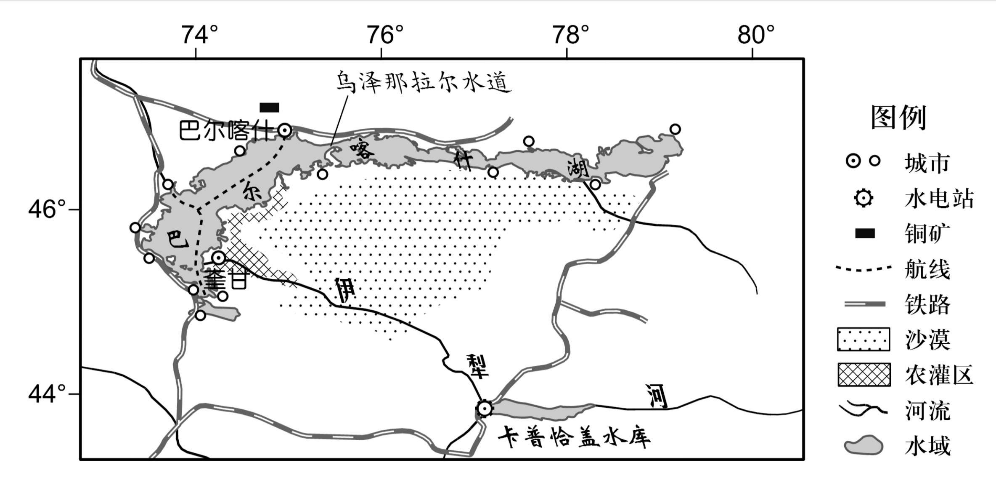 74° 76° 78° 80°
乌泽那拉尔水道
巴尔喀什
喀
什
湖
尔
巴
46°
44°
伊
犁
河
卡普恰盖水库
图例
城市
水电站
铜矿
航线
铁路
沙漠
农灌区
河流
水域